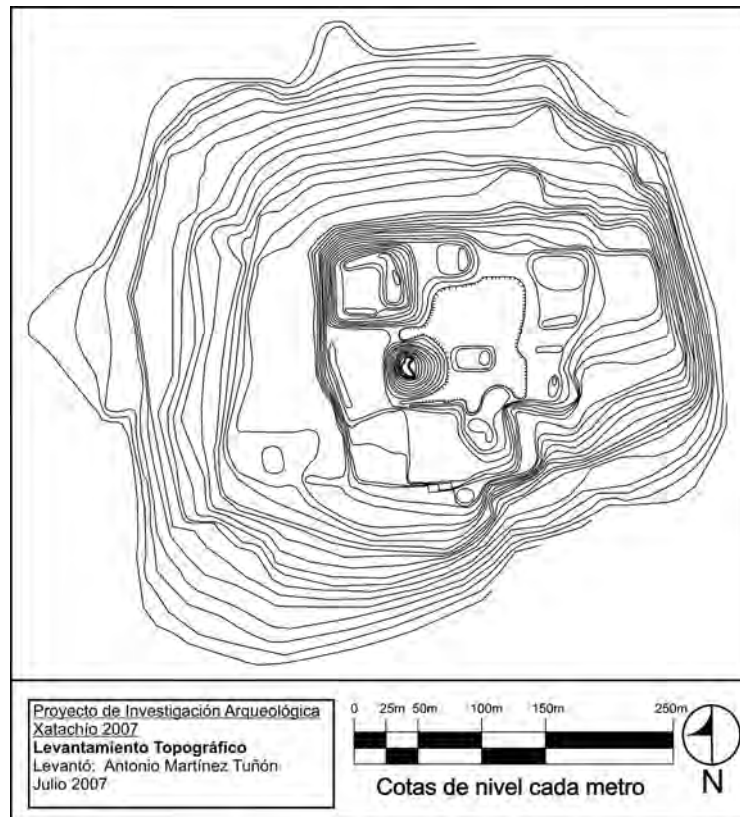 Proyecto de Investigación Arqueológica
Xatachío 2007
Levantamiento Topográfico
Levantó: Antonio Martínez Tuñón
Julio 2007
0 25m 50m 100m 150m 250m
Cotas de nivel cada metro
N